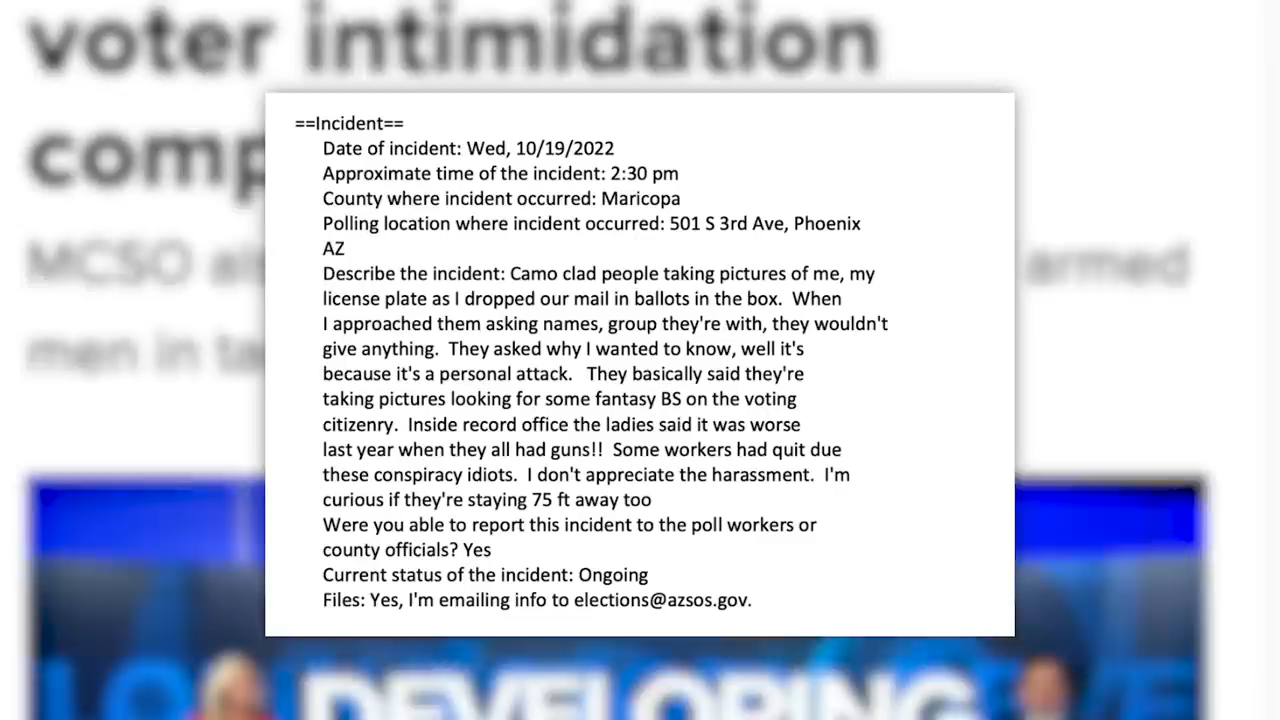 voter intimidation
comp
==Incident==
Date of incident: Wed, 10/19/2022
Approximate time of the incident: 2:30 pm
County where incident occurred: Maricopa
Polling location where incident occurred: 501 S 3rd Ave, Phoenix
AZ
Describe the incident: Camo clad people taking pictures of me, my
license plate as I dropped our mail in ballots in the box.  When
I approached them asking names, group they're with, they wouldn't
give anything.  They asked why I wanted to know, well it's
because it's a personal attack.   They basically said they're
taking pictures looking for some fantasy BS on the voting
citizenry.  Inside record office the ladies said it was worse
last year when they all had guns!!  Some workers had quit due
these conspiracy idiots.  I don't appreciate the harassment.  I'm
curious if they're staying 75 ft away too
Were you able to report this incident to the poll workers or
county officials? Yes
Current status of the incident: Ongoing
Files: Yes, I'm emailing info to elections@azsos.gov.
MCSO armed
men in
DEVELOPING